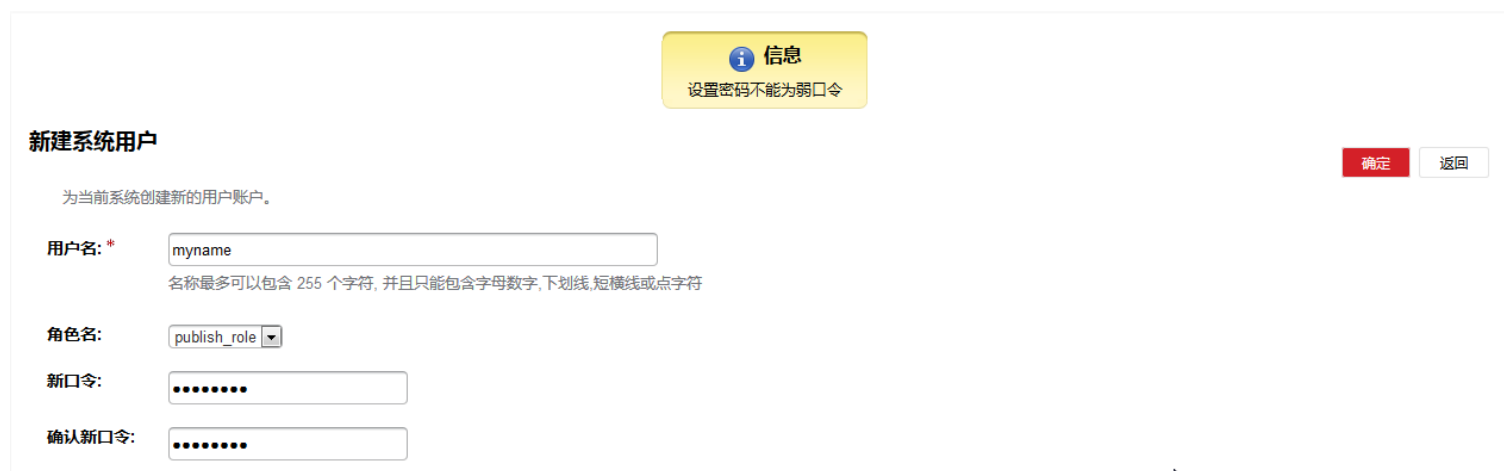 信息
设置密码不能为弱口令
新建系统用户
确定 返回
为当前系统创建新的用户账户。
用户名: * myname
名称最多可以包含 255 个字符, 并且只能包含字母数字,下划线,短横线或点字符
角色名: publish_role
新口令: ••••••••
确认新口令: ••••••••